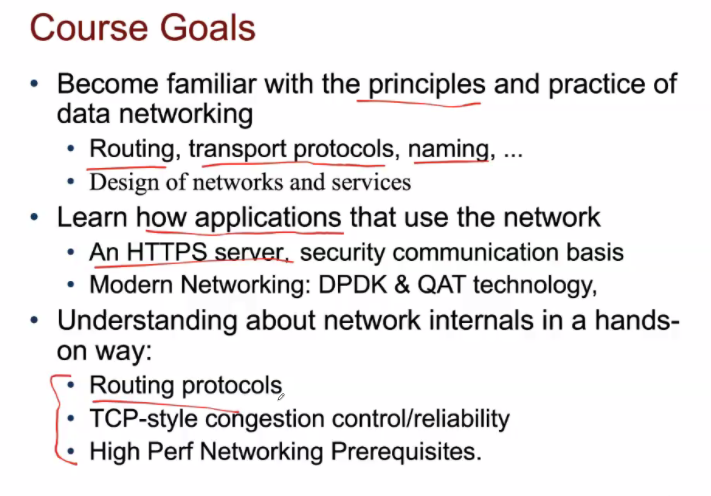 Course Goals
• Become familiar with the principles and practice of
data networking
• Routing, transport protocols, naming, ...
• Design of networks and services
• Learn how applications that use the network
• An HTTPS server, security communication basis
• Modern Networking: DPDK & QAT technology,
• Understanding about network internals in a hands-
on way:
• Routing protocols
• TCP-style congestion control/reliability
• High Perf Networking Prerequisites.